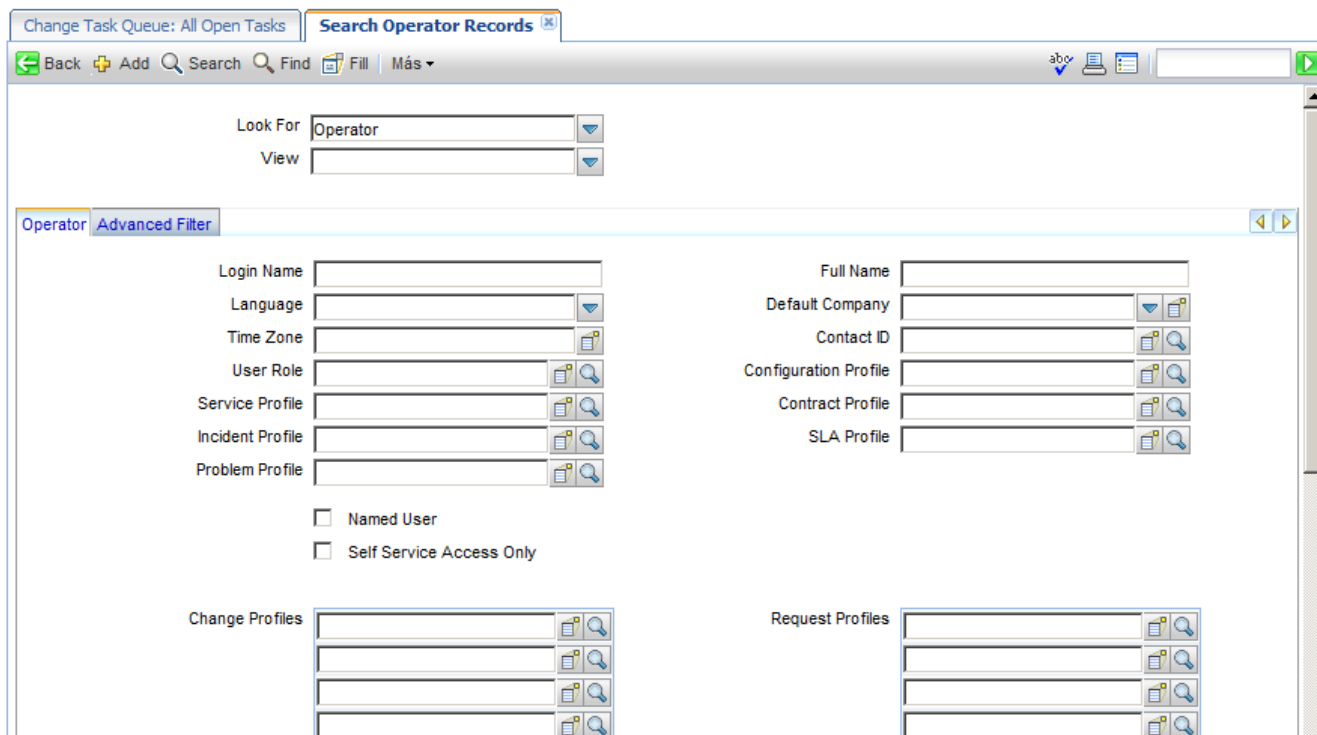 Change Task Queue: All Open Tasks Search Operator Records
Back Add Search Find Fill Más abc
Look For Operator
View
Operator Advanced Filter
Login Name Full Name
Language Default Company
Time Zone Contact ID
User Role Configuration Profile
Service Profile Contract Profile
Incident Profile SLA Profile
Problem Profile
Named User
Self Service Access Only
Change Profiles Request Profiles